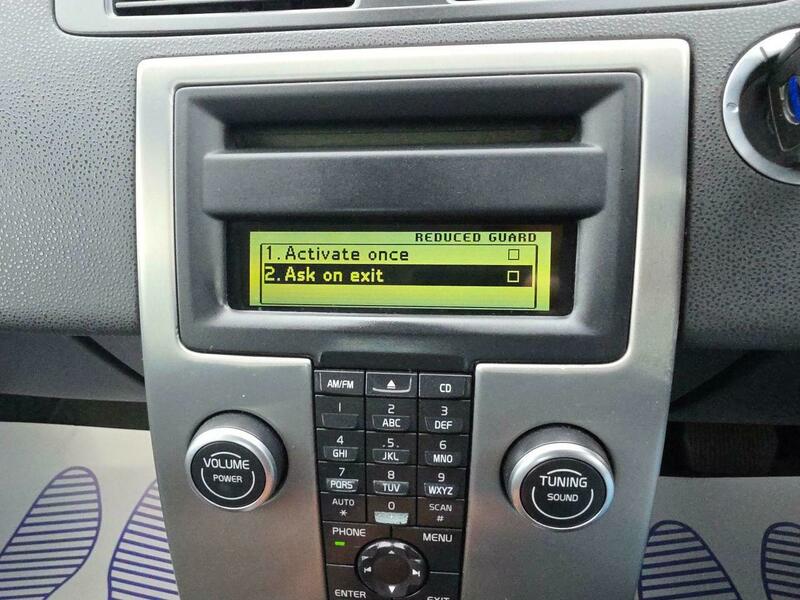 REDUCED GUARD
1. Activate once
2. Ask on exit
AM/FM
CD
1
2
ABC
3
DEF
4
GHI
.5.
JKL
6
MNO
7
PQRS
8
TUV
9
WXYZ
AUTO
*
0
SCAN
#
VOLUME
POWER
TUNING
SOUND
PHONE
MENU
ENTER
EXIT